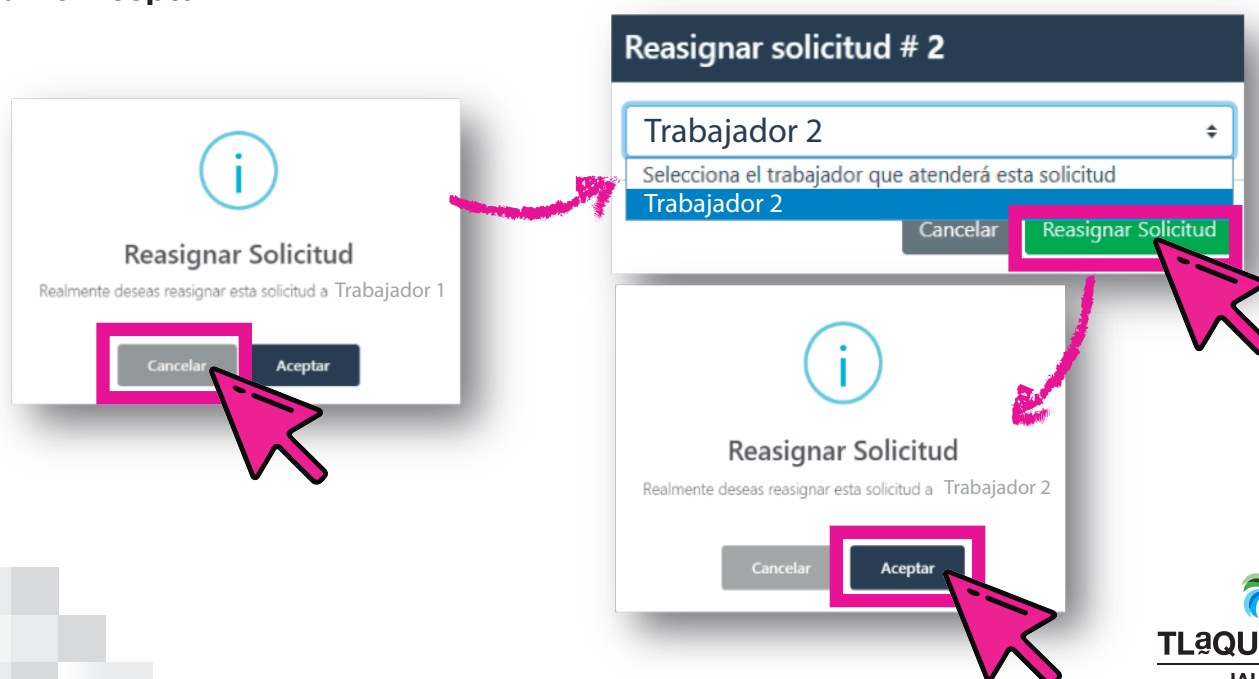 Reasignar Solicitud
Realmente deseas reasignar esta solicitud a Trabajador 1
Cancelar
Aceptar
Reasignar solicitud # 2
Trabajador 2
Selecciona el trabajador que atenderá esta solicitud
Trabajador 2
Cancelar
Reasignar Solicitud
Reasignar Solicitud
Realmente deseas reasignar esta solicitud a Trabajador 2
Cancelar
Aceptar